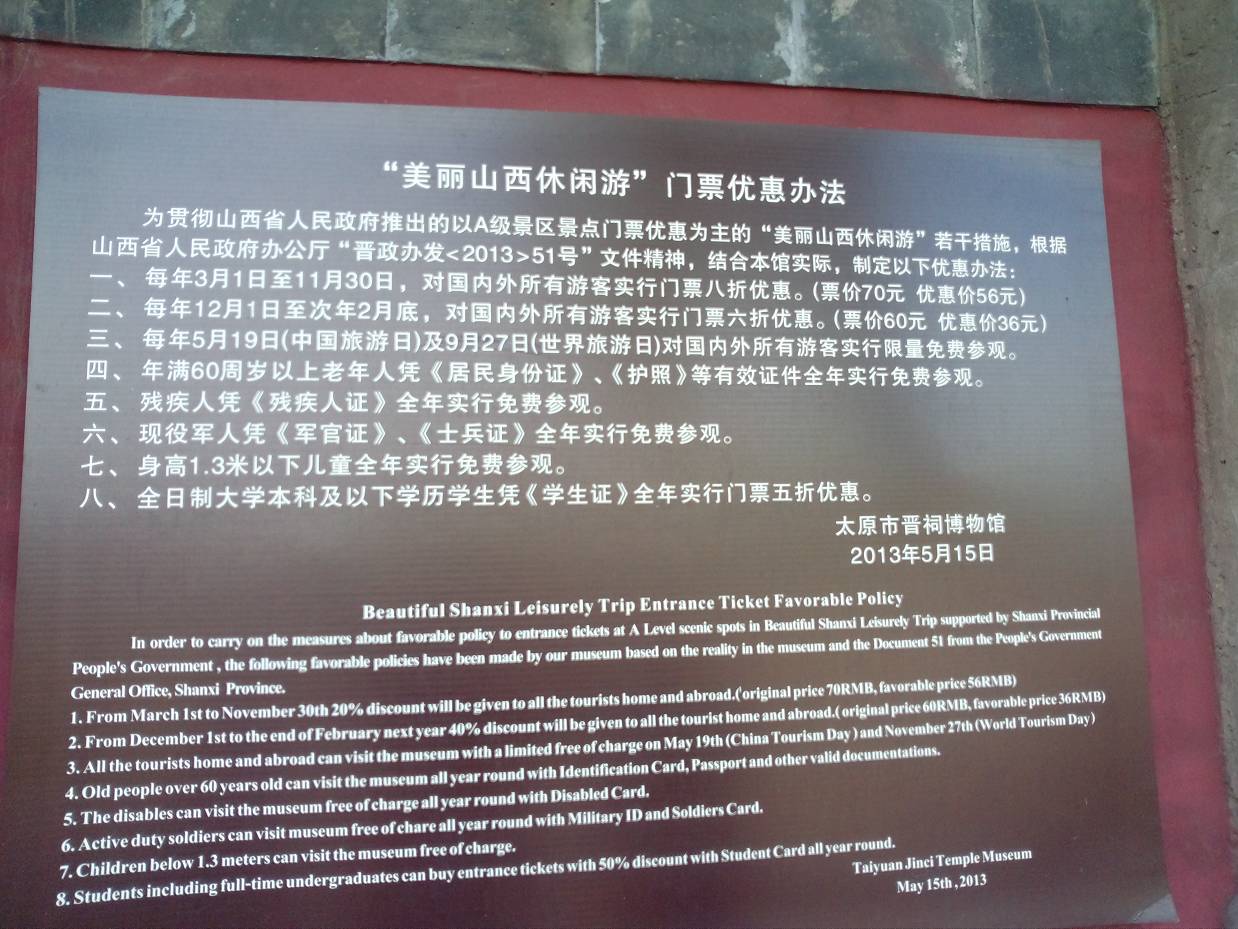 “美丽山西休闲游”门票优惠办法
为贯彻山西省人民政府推出的以A级景区景点门票优惠为主的“美丽山西休闲游”若干措施，根据
山西省人民政府办公厅“晋政办发<2013>51号”文件精神，结合本馆实际，制定以下优惠办法：
一、每年3月1日至11月30日，对国内外所有游客实行门票八折优惠。(票价70元 优惠价56元)
二、每年12月1日至次年2月底，对国内外所有游客实行门票六折优惠。(票价60元 优惠价36元)
三、每年5月19日(中国旅游日)及9月27日(世界旅游日)对国内外所有游客实行限量免费参观。
四、年满60周岁以上老年人凭《居民身份证》、《护照》等有效证件全年实行免费参观。
五、残疾人凭《残疾人证》全年实行免费参观。
六、现役军人凭《军官证》、《士兵证》全年实行免费参观。
七、身高1.3米以下儿童全年实行免费参观。
八、全日制大学本科及以下学历学生凭《学生证》全年实行门票五折优惠。
太原市晋祠博物馆
2013年5月15日
Beautiful Shanxi Leisurely Trip Entrance Ticket Favorable Policy
In order to carry on the measures about favorable policy to entrance tickets at A Level scenic spots in Beautiful Shanxi Leisurely Trip supported by Shanxi Provincial
People's Government , the following favorable policies have been made by our museum based on the reality in the museum and the Document 51 from the People's Government
General Office, Shanxi Province.
1. From March 1st to November 30th 20% discount will be given to all the tourists home and abroad.(original price 70RMB, favorable price 56RMB)
2. From December 1st to the end of February next year 40% discount will be given to all the tourist home and abroad.( original price 60RMB, favorable price 36RMB)
3. All the tourists home and abroad can visit the museum with a limited free of charge on May 19th (China Tourism Day ) and November 27th (World Tourism Day)
4. Old people over 60 years old can visit the museum all year round with Identification Card, Passport and other valid documentations.
5. The disables can visit the museum free of charge all year round with Disabled Card.
6. Active duty soldiers can visit museum free of chare all year round with Military ID and Soldiers Card.
7. Children below 1.3 meters can visit the museum free of charge.
8. Students including full-time undergraduates can buy entrance tickets with 50% discount with Student Card all year round.
Taiyuan Jinci Temple Museum
May 15th , 2013